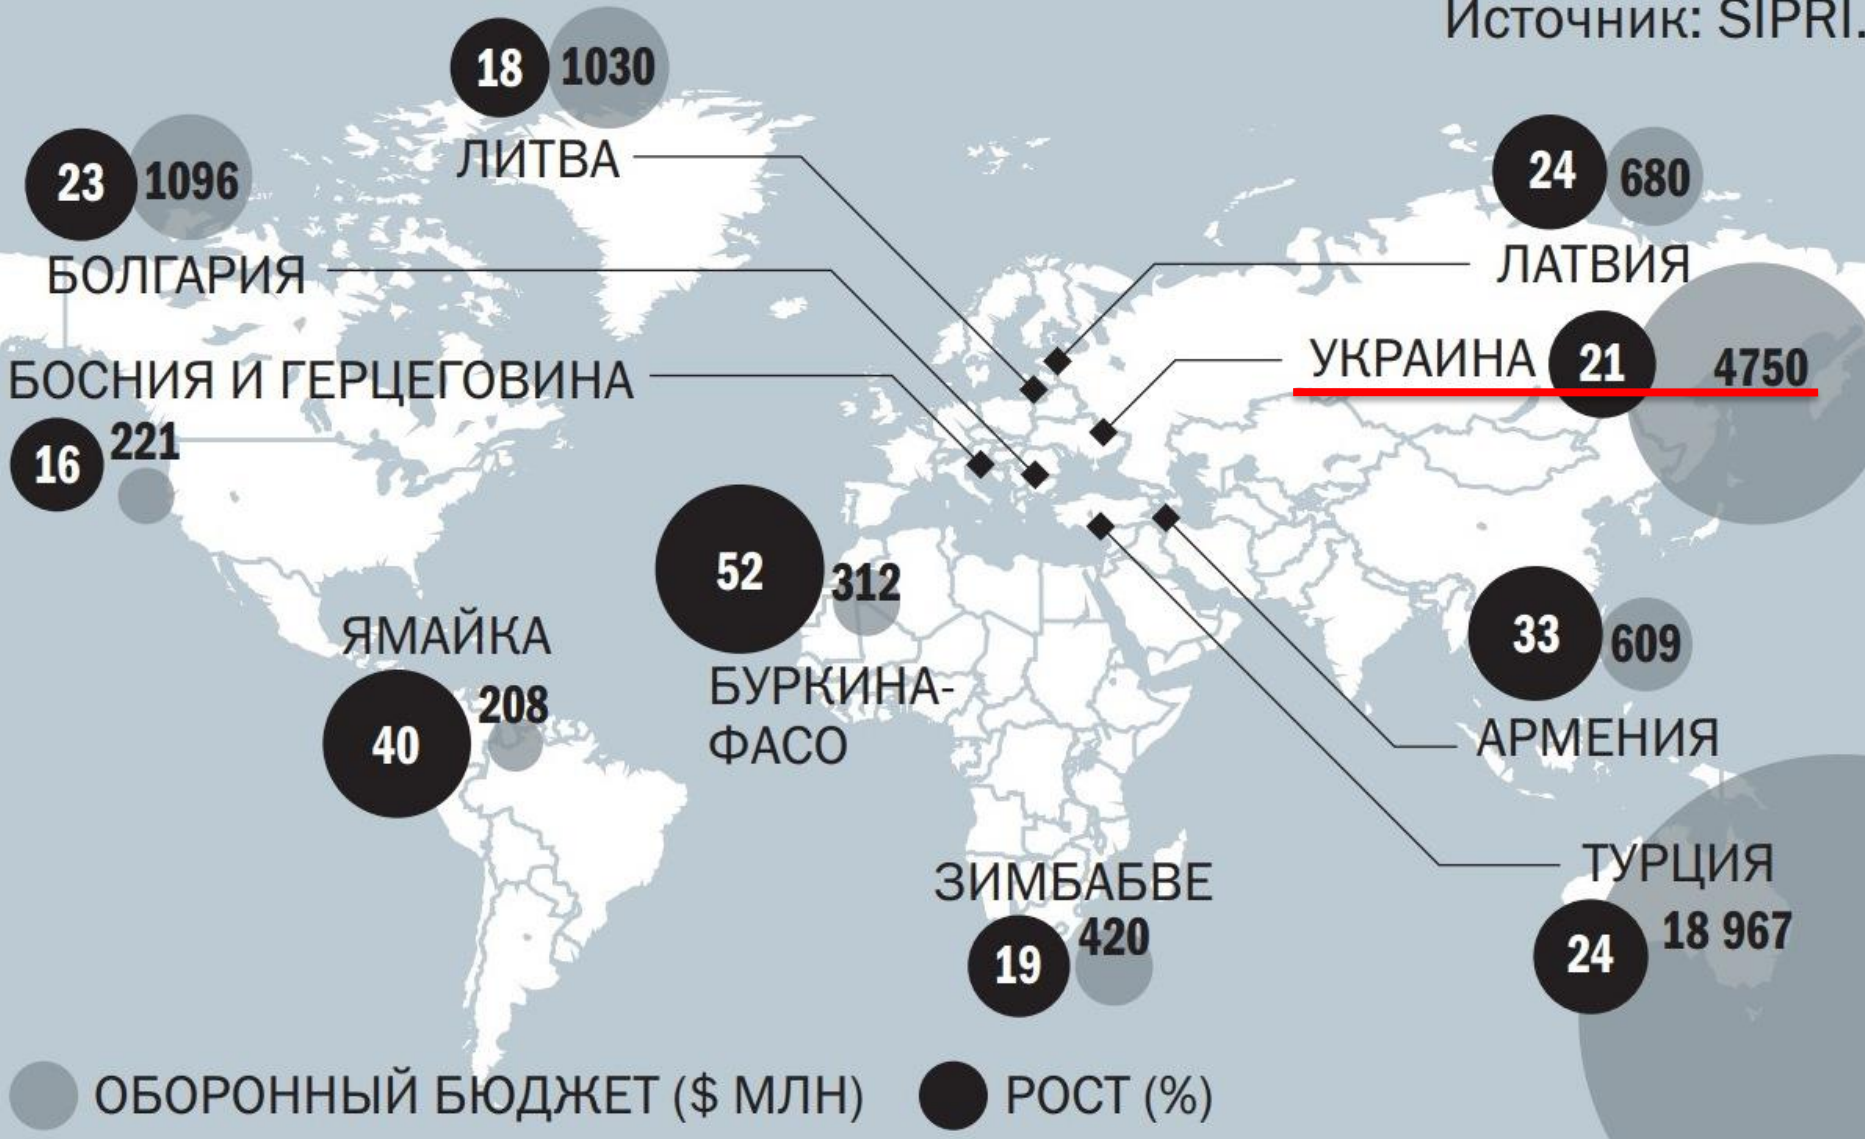 Источник: SIPRI.
18 1030
ЛИТВА
23 1096
БОЛГАРИЯ
24 680
ЛАТВИЯ
УКРАИНА 21 4750
БОСНИЯ И ГЕРЦЕГОВИНА
16 221
52 312
БУРКИНА-
ФАСО
ЯМАЙКА
40 208
33 609
АРМЕНИЯ
ЗИМБАБВЕ
19 420
ТУРЦИЯ
24 18 967
ОБОРОННЫЙ БЮДЖЕТ ($ МЛН)
РОСТ (%)